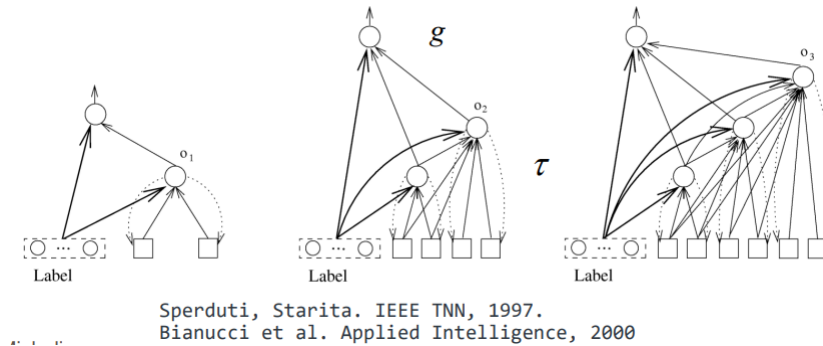 g
o₃
o₂
o₁
τ
...
...
...
Label
Label
Label
Sperduti, Starita. IEEE TNN, 1997.
Bianucci et al. Applied Intelligence, 2000